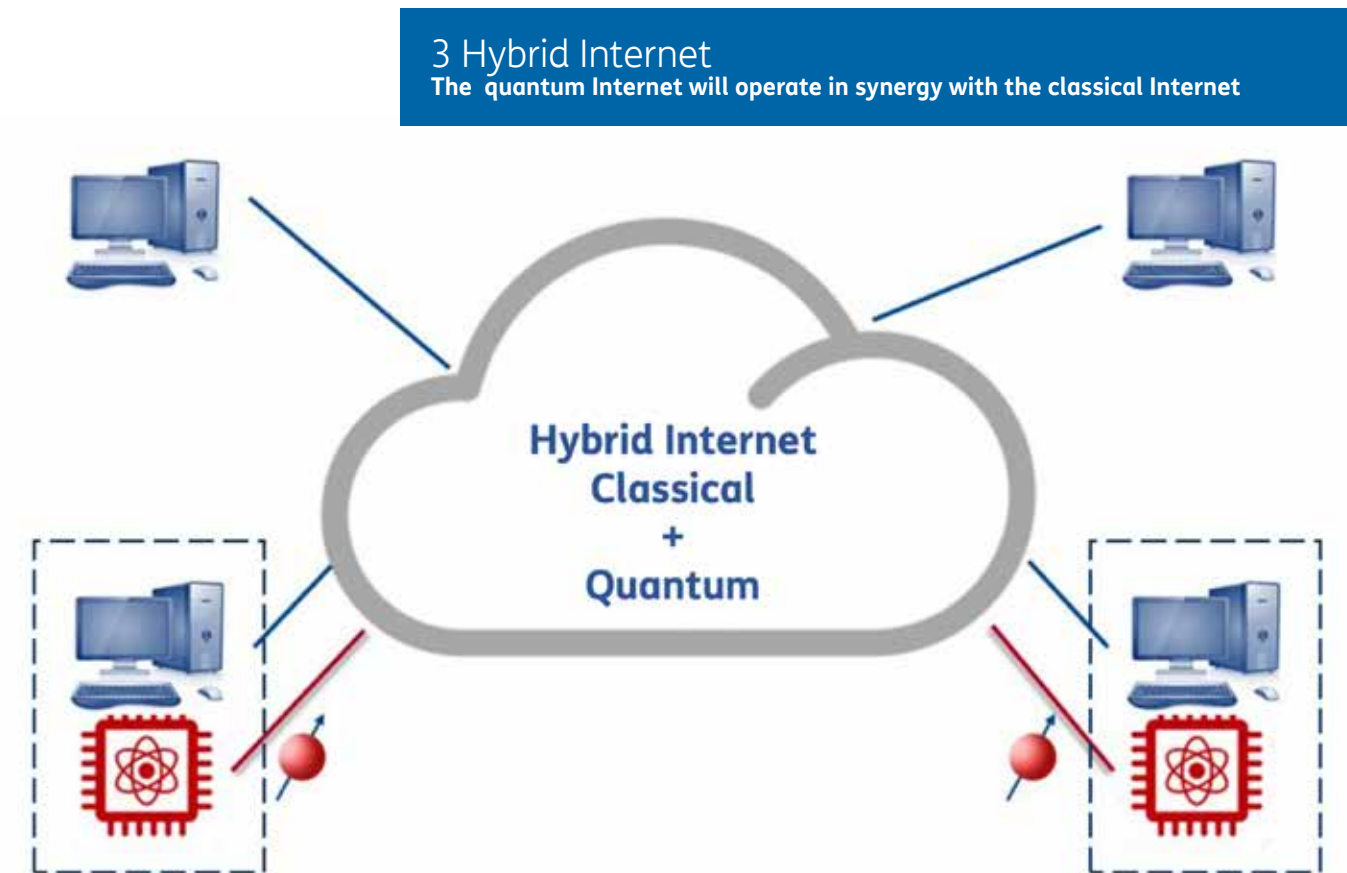 3 Hybrid Internet
The quantum Internet will operate in synergy with the classical Internet
Hybrid Internet
Classical
+
Quantum